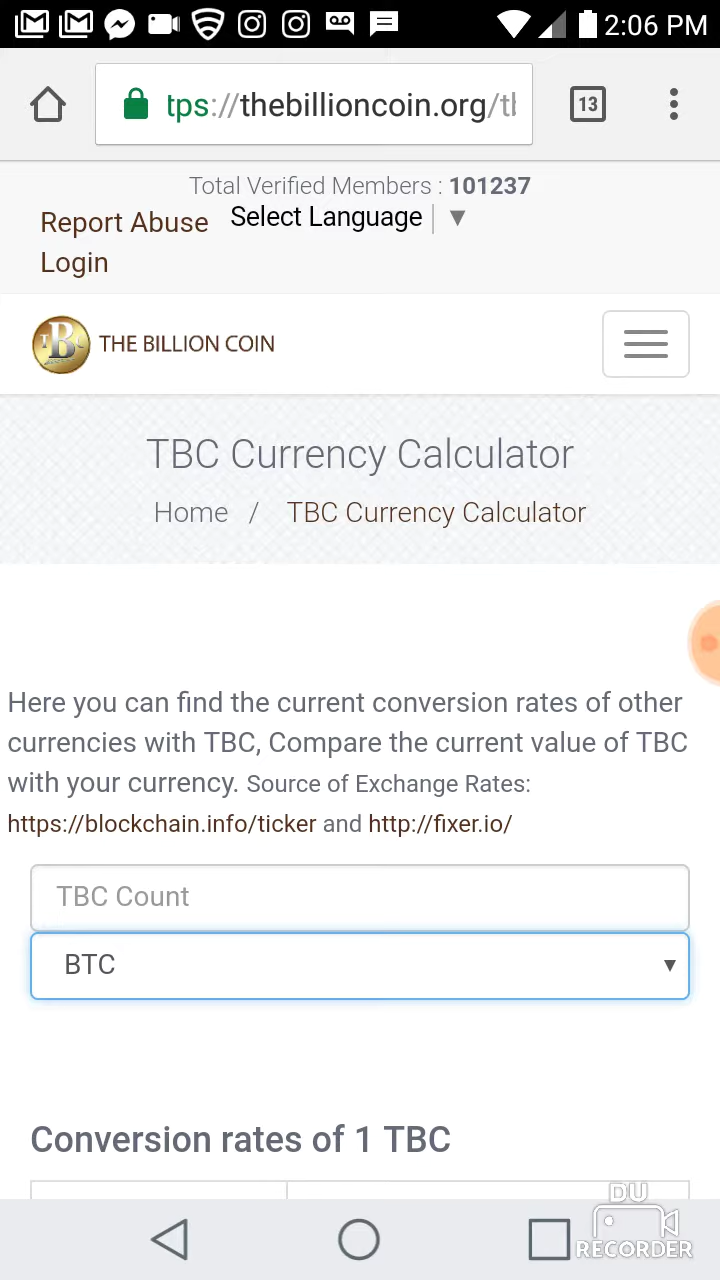 2:06 PM
tps://thebillioncoin.org/tl
13
Total Verified Members : 101237
Report Abuse Select Language ▼
Login
TBC
THE BILLION COIN
TBC Currency Calculator
Home / TBC Currency Calculator
Here you can find the current conversion rates of other
currencies with TBC, Compare the current value of TBC
with your currency. Source of Exchange Rates:
https://blockchain.info/ticker and http://fixer.io/
TBC Count
BTC
Conversion rates of 1 TBC
DU
RECORDER